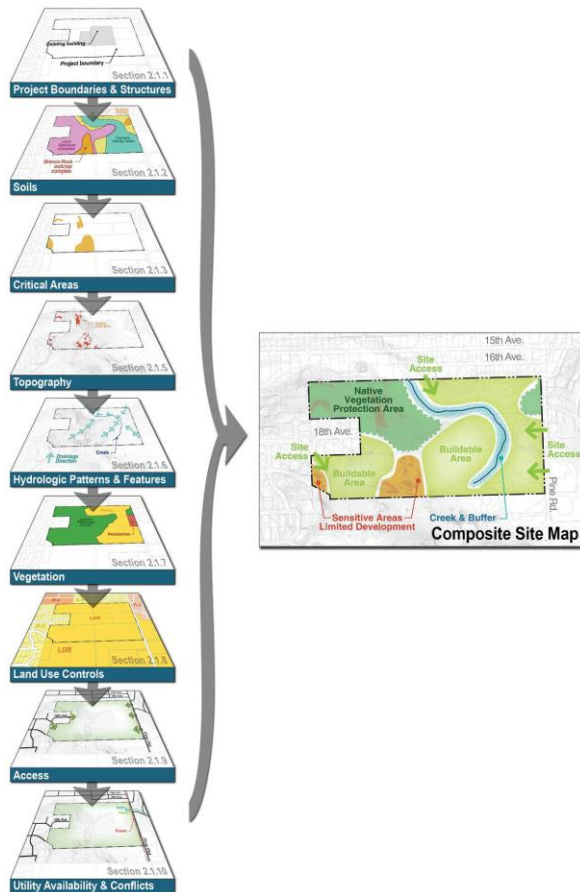 Existing building
Project boundary
Section 2.1.1
Project Boundaries & Structures
Section 2.1.2
Soils
Section 2.1.3
Critical Areas
Section 2.1.5
Topography
Drainage
Direction
Creek
Section 2.1.6
Hydrologic Patterns & Features
Section 2.1.7
Vegetation
LDR
LDR
Section 2.1.8
Land Use Controls
Section 2.1.9
Access
Section 2.1.10
Utility Availability & Conflicts
15th Ave.
16th Ave.
Site
Access
Native
Vegetation
Protection Area
18th Ave.
Site
Access
Buildable
Area
Buildable
Area
Site
Access
Pine Rd.
Sensitive Areas
Limited Development
Creek & Buffer
Composite Site Map